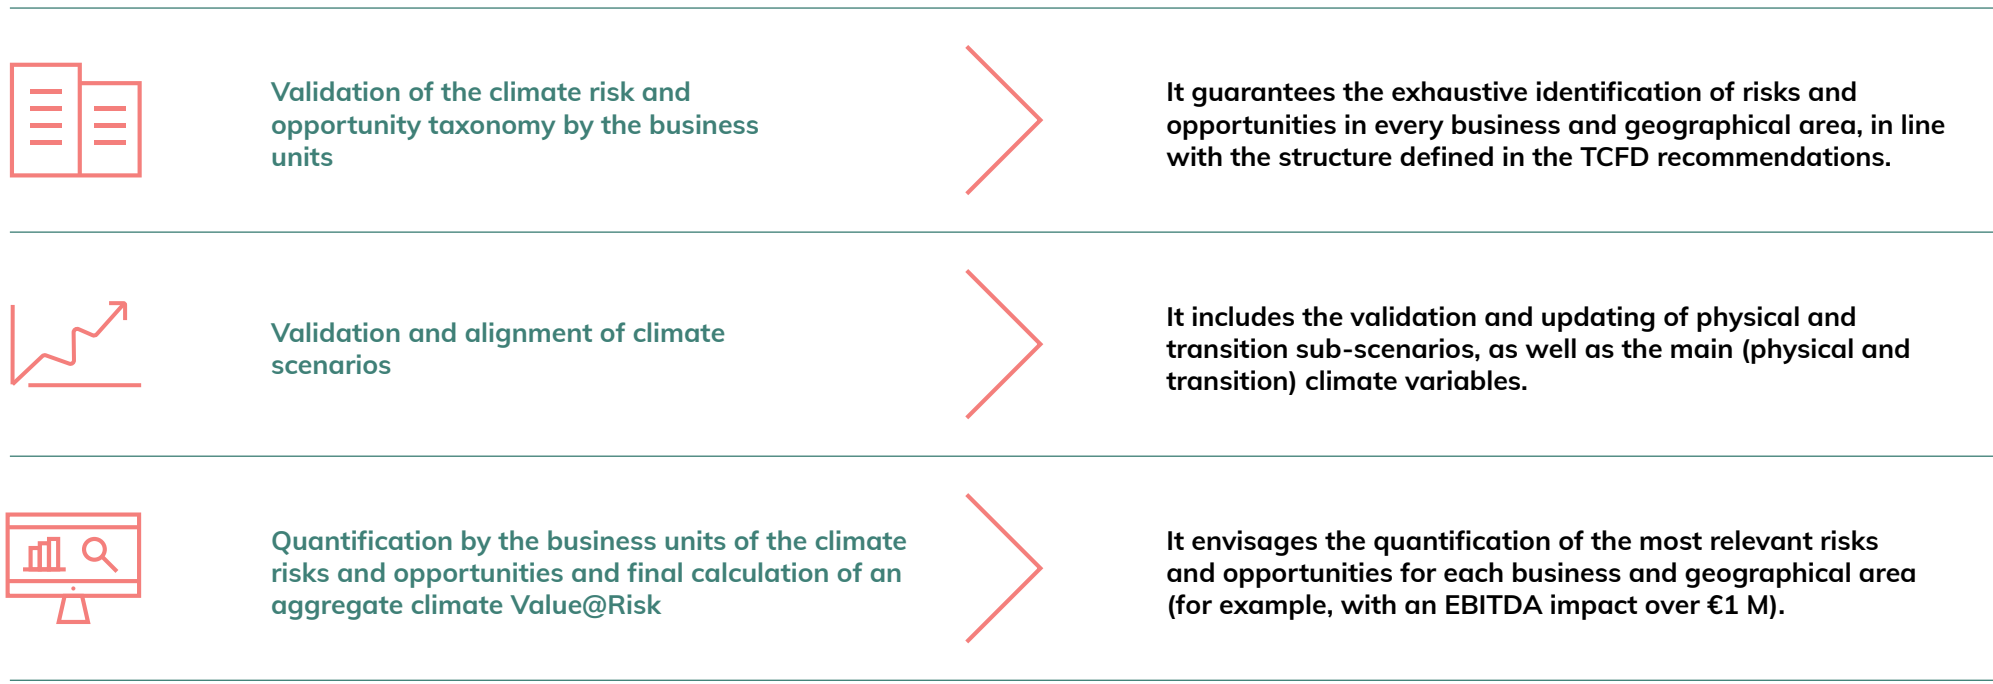 Validation of the climate risk and
opportunity taxonomy by the business
units
It guarantees the exhaustive identification of risks and
opportunities in every business and geographical area, in line
with the structure defined in the TCFD recommendations.
Validation and alignment of climate
scenarios
It includes the validation and updating of physical and
transition sub-scenarios, as well as the main (physical and
transition) climate variables.
Quantification by the business units of the climate
risks and opportunities and final calculation of an
aggregate climate Value@Risk
It envisages the quantification of the most relevant risks
and opportunities for each business and geographical area
(for example, with an EBITDA impact over €1 M).